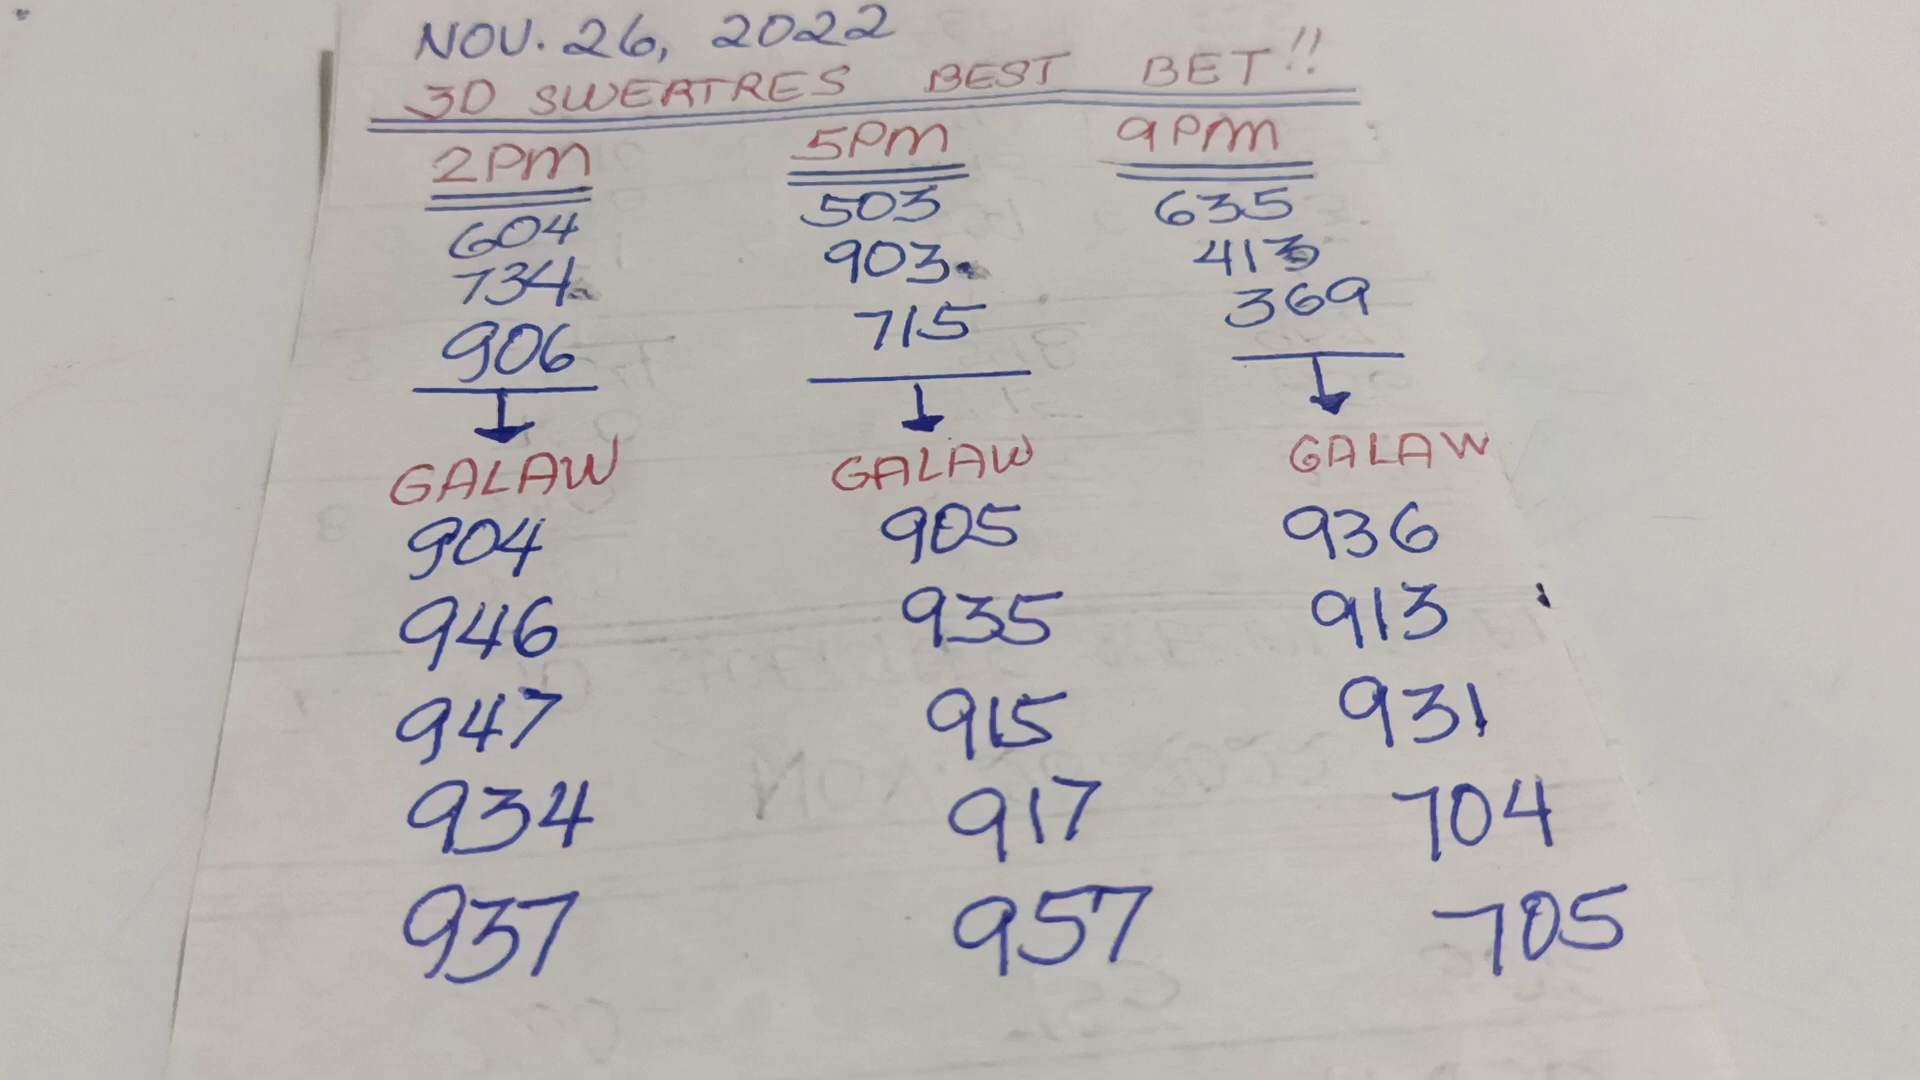 NOV. 26, 2022
3D SWERTRES BEST BET!!
2PM 5PM 9PM
604 503 635
734 903 413
906 715 369
GALAW GALAW GALAW
904 905 936
946 935 913
947 915 931
934 917 704
937 957 705